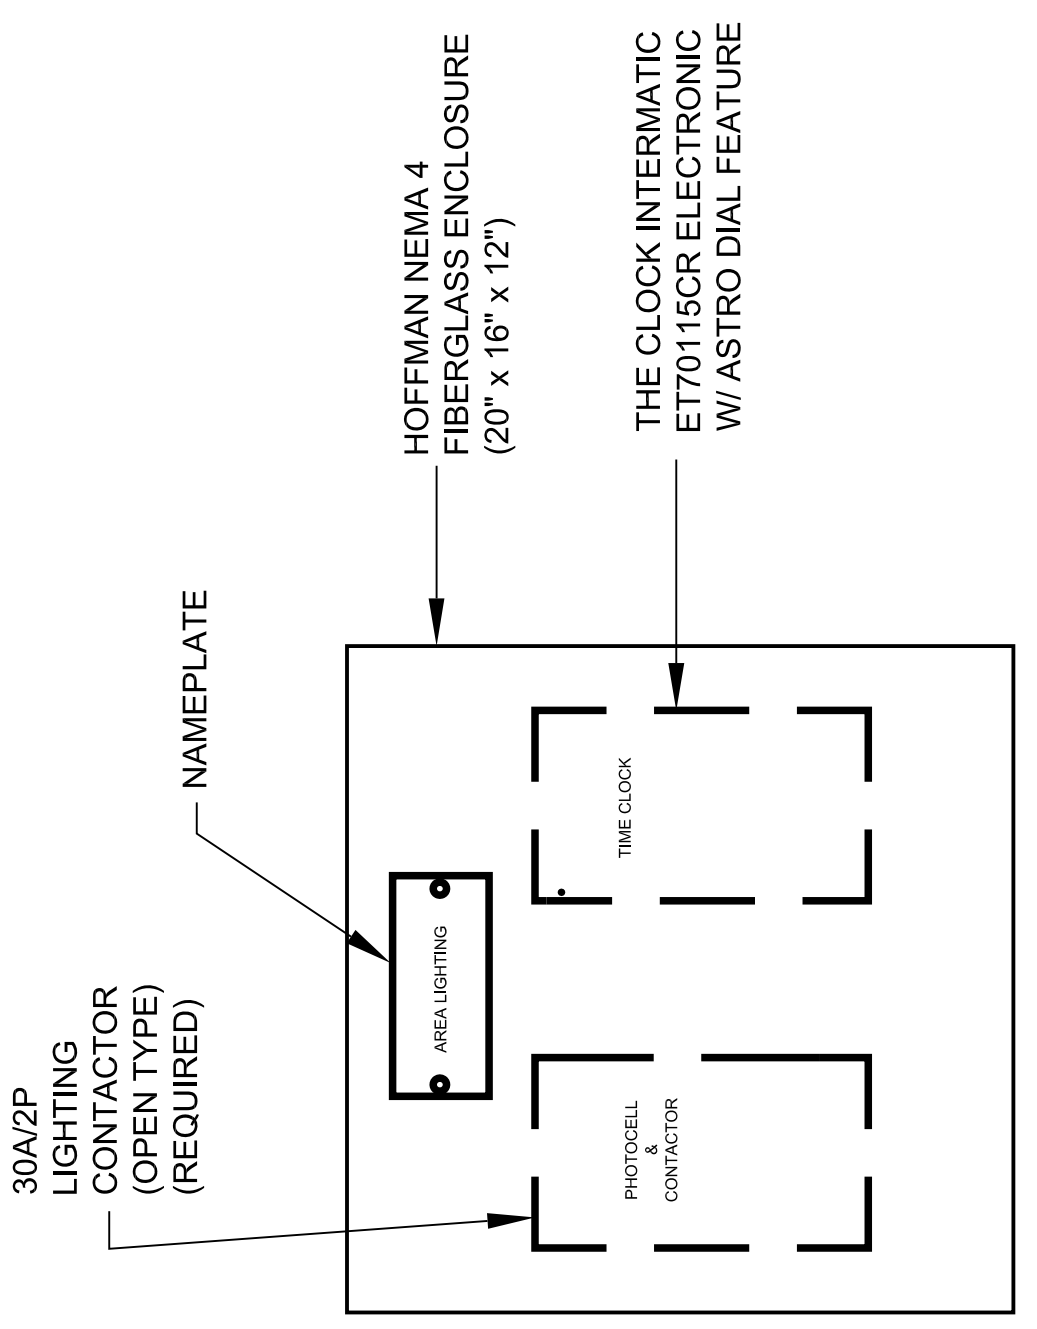 30A/2P
LIGHTING
CONTACTOR
(OPEN TYPE)
(REQUIRED)
NAMEPLATE
HOFFMAN NEMA 4
FIBERGLASS ENCLOSURE
(20" x 16" x 12")
THE CLOCK INTERMATIC
ET70115CR ELECTRONIC
W/ ASTRO DIAL FEATURE
AREA LIGHTING
PHOTOCELL
&
CONTACTOR
TIME CLOCK